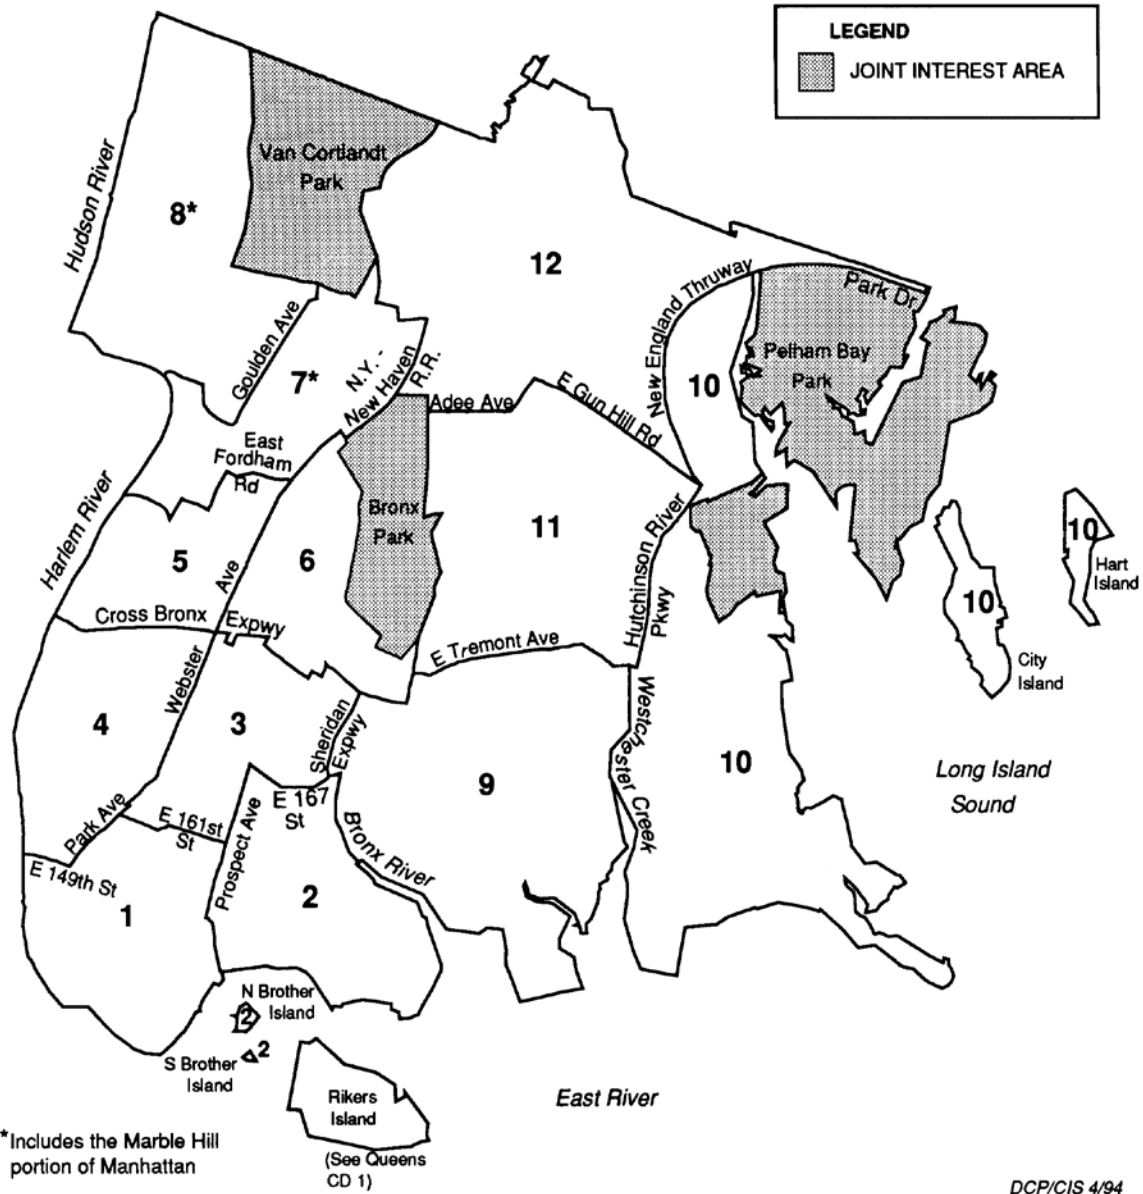 LEGEND
JOINT INTEREST AREA
Hudson River
Van Cortlandt
Park
8*
12
New England Thruway
Park Dr
Goulden Ave
7*
N.Y. -
New Haven
R.R.
10
Pelham Bay
Park
Adee Ave
E Gun Hill Rd
East
Fordham
Rd
Harlem River
Bronx
Park
11
5
6
Ave
Hutchinson River
Pkwy
10
Hart
Island
10
City
Island
Cross Bronx
Expwy
E Tremont Ave
Webster
4
3
Sheridan
Expwy
Westchester Creek
9
10
Long Island
Sound
Park Ave
E 161st
St
Prospect Ave
E 167
St
Bronx River
E 149th St
1
2
N Brother
Island
2
2
S Brother
Island
Rikers
Island
(See Queens
CD 1)
East River
*Includes the Marble Hill
portion of Manhattan
DCP/CIS 4/94